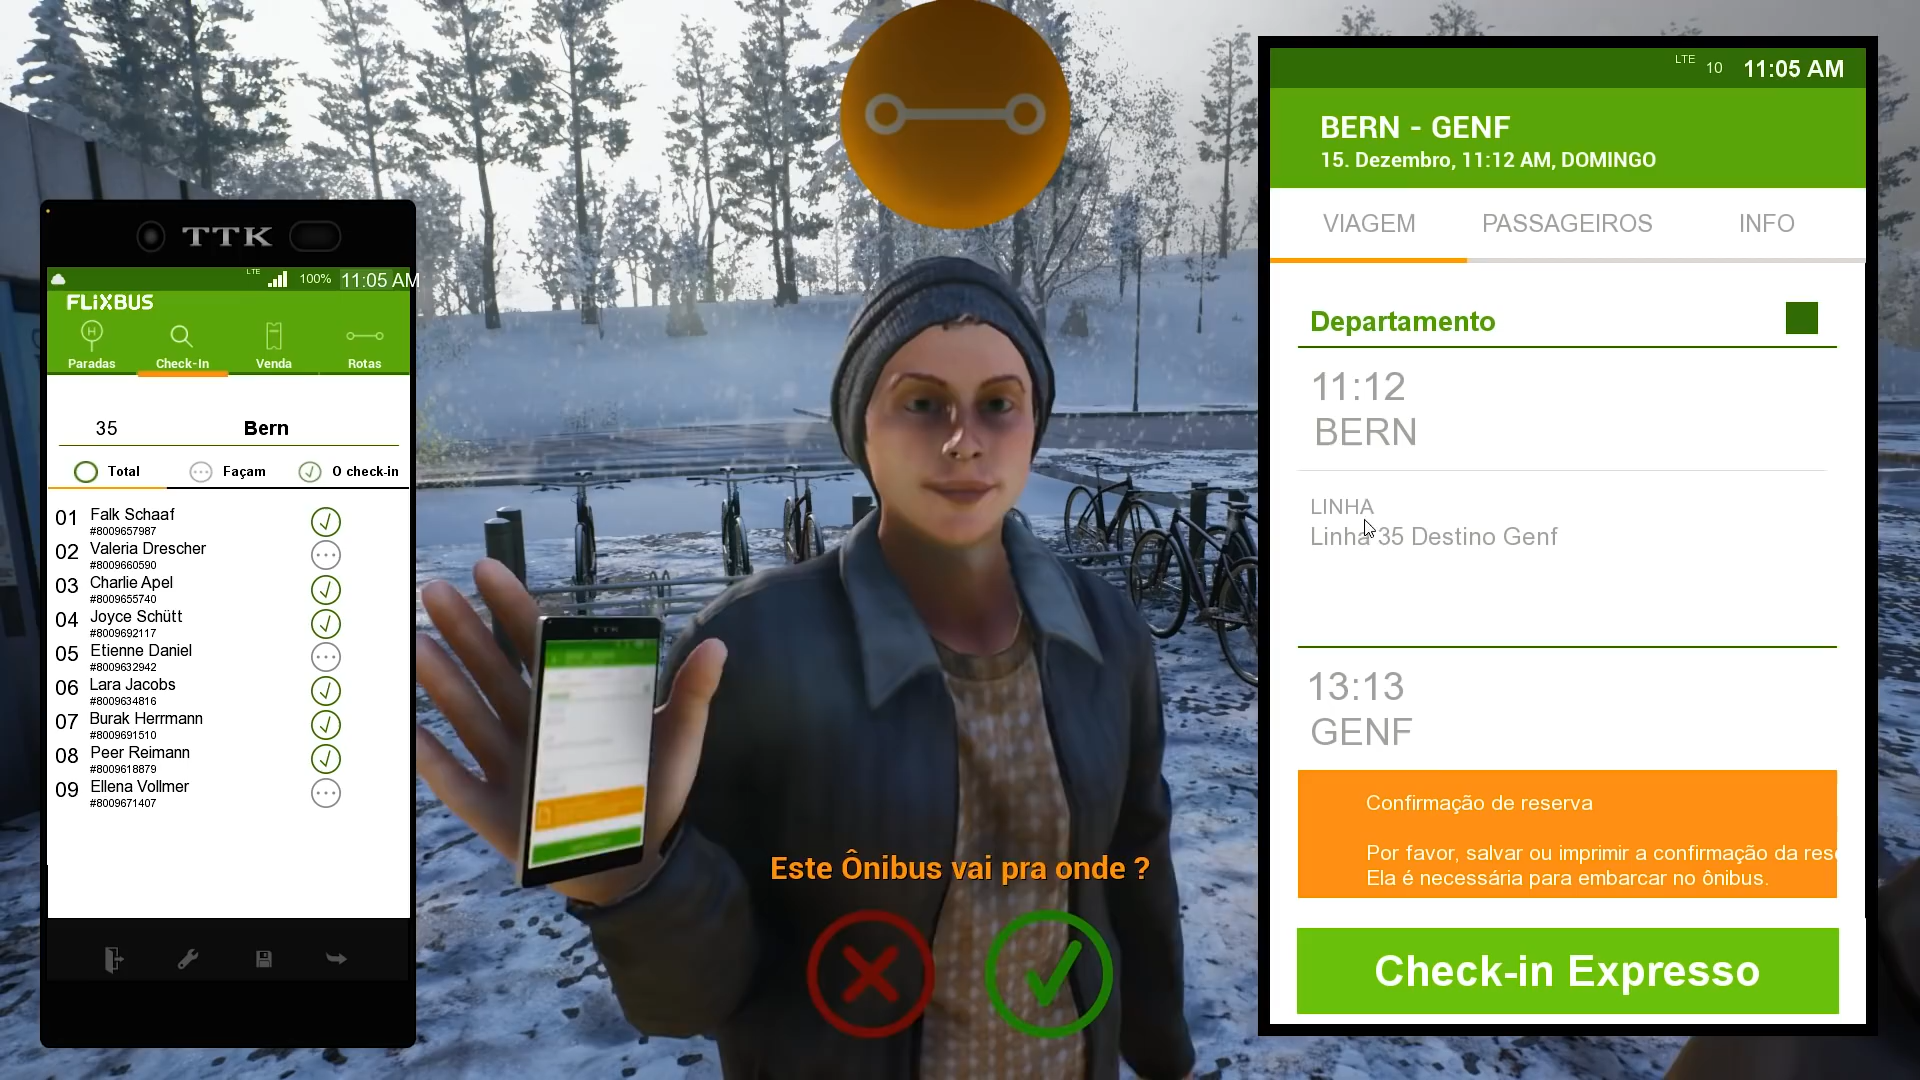 TTK
LTE 100% 11:05 AM
FLiXBUS
Paradas Check-In Venda Rotas
35 Bern
Total Façam O check-in
01 Falk Schaaf
#8009657987
02 Valeria Drescher
#8009660590
03 Charlie Apel
#8009655740
04 Joyce Schütt
#8009692117
05 Etienne Daniel
#8009632942
06 Lara Jacobs
#8009634816
07 Burak Herrmann
#8009691510
08 Peer Reimann
#8009618879
09 Ellena Vollmer
#8009671407
TTK
Este Ônibus vai pra onde ?
LTE 10 11:05 AM
BERN - GENF
15. Dezembro, 11:12 AM, DOMINGO
VIAGEM PASSAGEIROS INFO
Departamento
11:12
BERN
LINHA
Linha 35 Destino Genf
13:13
GENF
Confirmação de reserva
Por favor, salvar ou imprimir a confirmação da rese
Ela é necessária para embarcar no ônibus.
Check-in Expresso